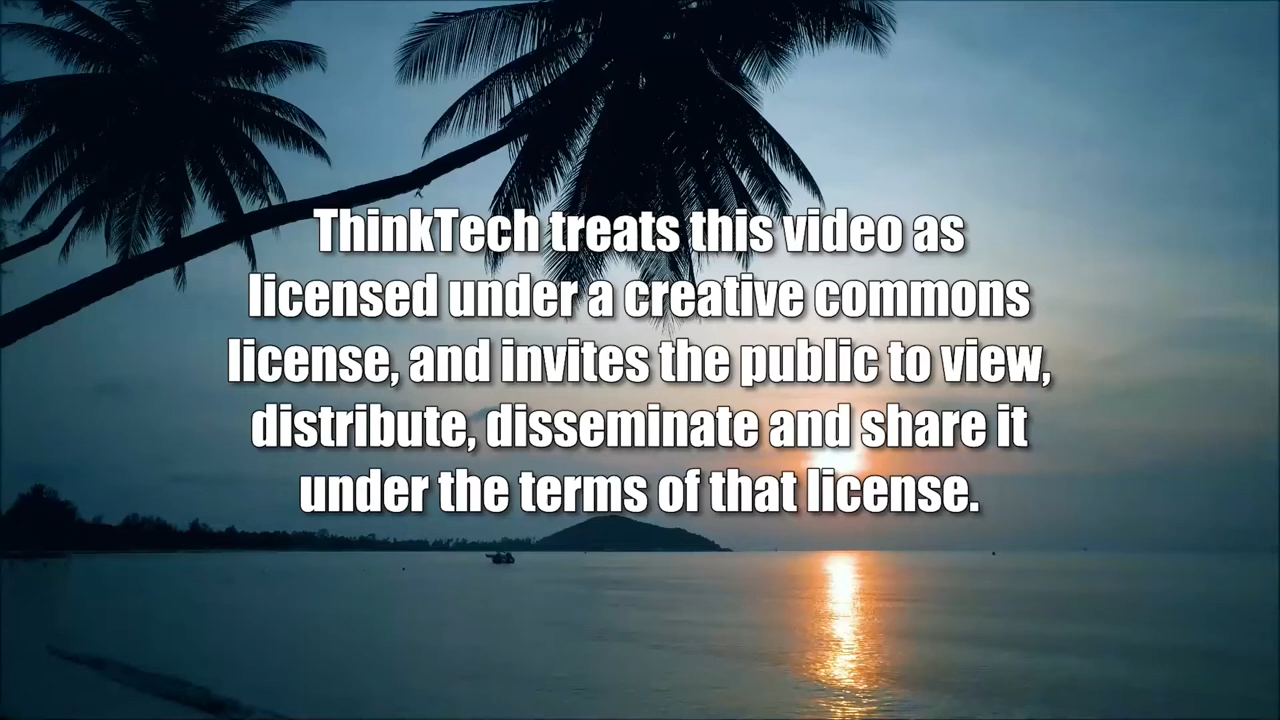 ThinkTech treats this video as
licensed under a creative commons
license, and invites the public to view,
distribute, disseminate and share it
under the terms of that license.